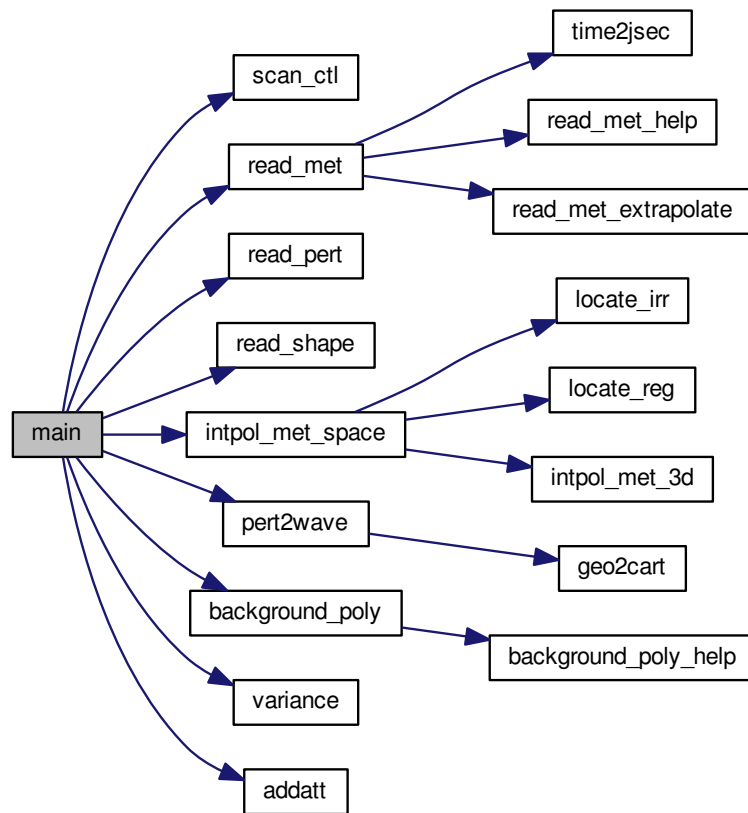 time2jsec
scan_ctl
read_met_help
read_met
read_met_extrapolate
read_pert
locate_irr
read_shape
locate_reg
main
intpol_met_space
intpol_met_3d
pert2wave
geo2cart
background_poly
background_poly_help
variance
addatt